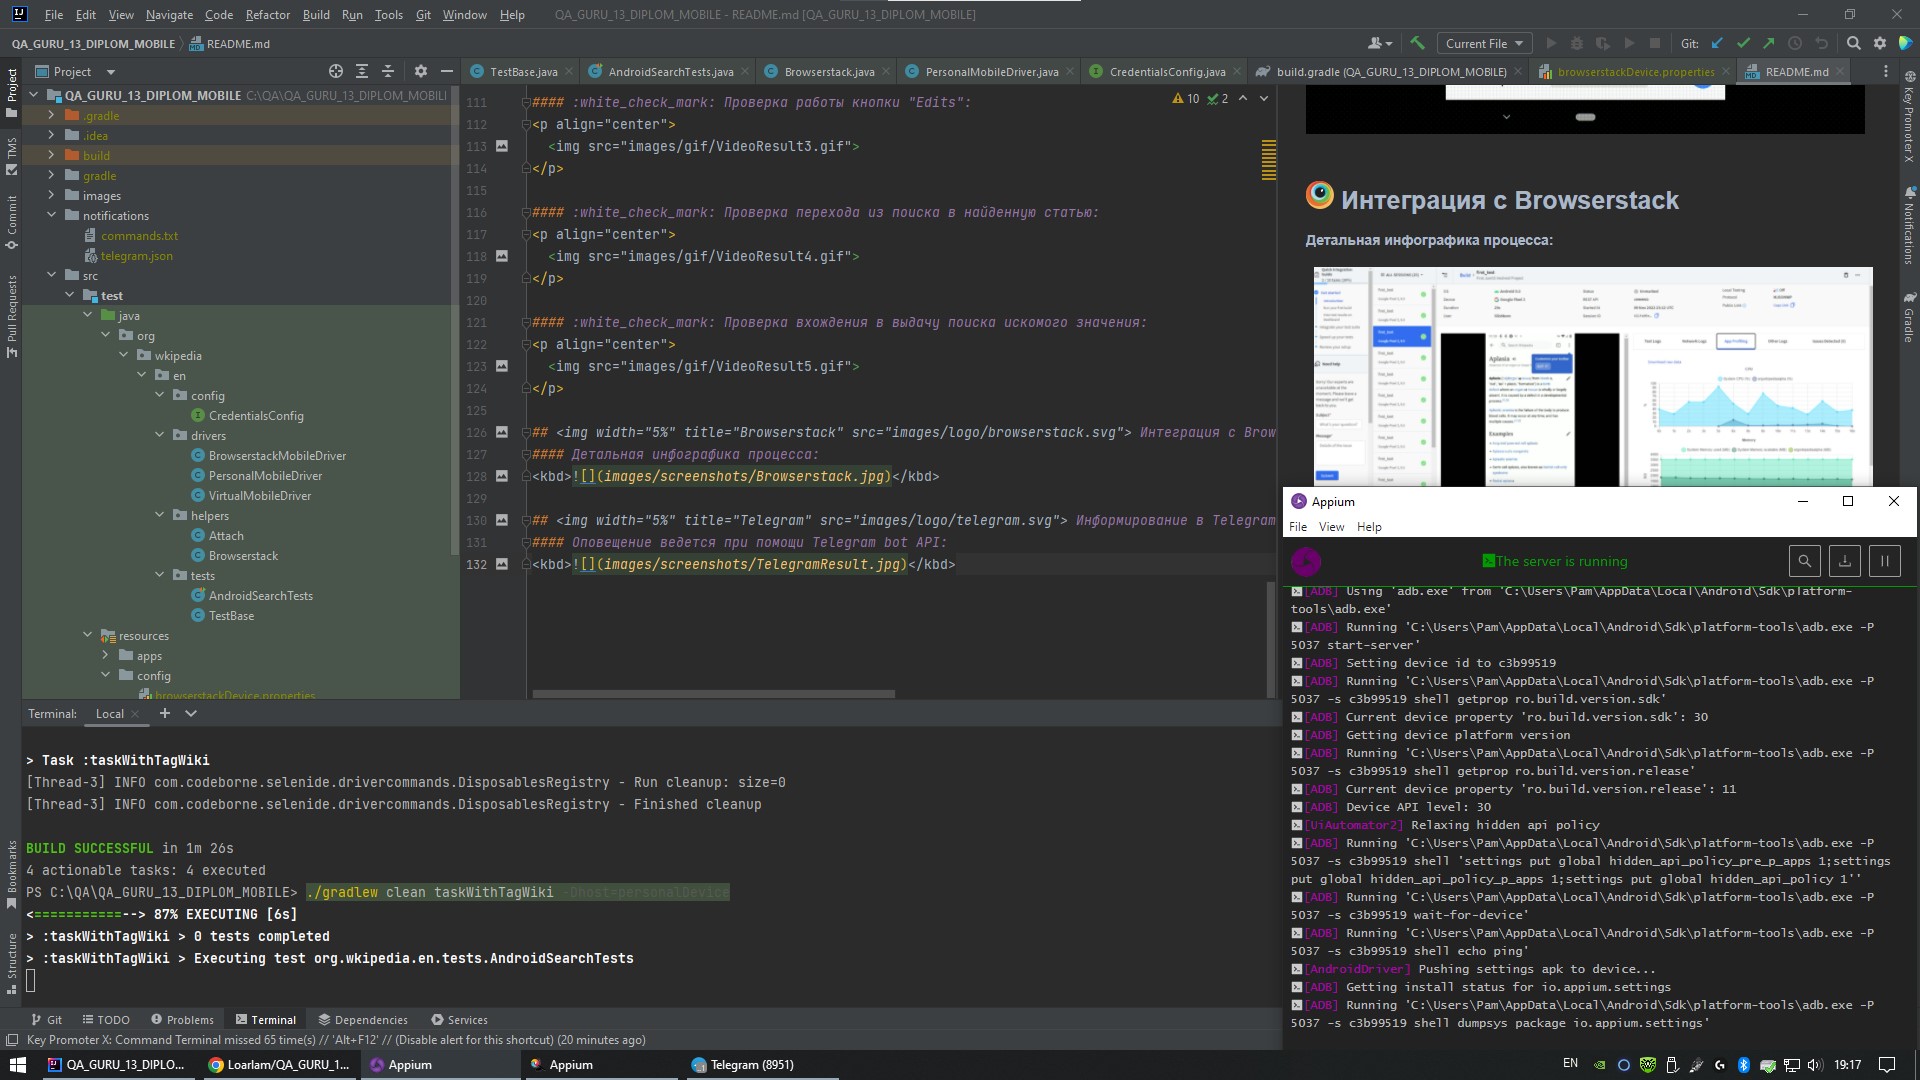 File Edit View Navigate Code Refactor Build Run Tools Git Window Help QA_GURU_13_DIPLOM_MOBILE - README.md [QA_GURU_13_DIPLOM_MOBILE]
QA_GURU_13_DIPLOM_MOBILE README.md Current File Git:
Project
TestBase.java AndroidSearchTests.java Browserstack.java PersonalMobileDriver.java CredentialsConfig.java build.gradle (QA_GURU_13_DIPLOM_MOBILE) browserstackDevice.properties README.md
Project
TMS
Commit
Pull Requests
Bookmarks
Structure
QA_GURU_13_DIPLOM_MOBILE C:\QA\QA_GURU_13_DIPLOM_MOBIL
.gradle
.idea
build
gradle
images
notifications
commands.txt
telegram.json
src
test
java
org
wkipedia
en
config
CredentialsConfig
drivers
BrowserstackMobileDriver
PersonalMobileDriver
VirtualMobileDriver
helpers
Attach
Browserstack
tests
AndroidSearchTests
TestBase
resources
apps
config
browserstackDevice.properties
10 2
111 #### :white_check_mark: Проверка работы кнопки "Edits":
112 <p align="center">
113 <img src="images/gif/VideoResult3.gif">
114 </p>
115
116 #### :white_check_mark: Проверка перехода из поиска в найденную статью:
117 <p align="center">
118 <img src="images/gif/VideoResult4.gif">
119 </p>
120
121 #### :white_check_mark: Проверка вхождения в выдачу поиска искомого значения:
122 <p align="center">
123 <img src="images/gif/VideoResult5.gif">
124 </p>
125
126 ## <img width="5%" title="Browserstack" src="images/logo/browserstack.svg"> Интеграция с Brow
127 #### Детальная инфографика процесса:
128 <kbd>![](images/screenshots/Browserstack.jpg)</kbd>
129
130 ## <img width="5%" title="Telegram" src="images/logo/telegram.svg"> Информирование в Telegram
131 #### Оповещение ведется при помощи Telegram bot API:
132 <kbd>![](images/screenshots/TelegramResult.jpg)</kbd>
Интеграция с Browserstack
Детальная инфографика процесса:
Key Promoter X
Notifications
Gradle
Terminal: Local
> Task :taskWithTagWiki
[Thread-3] INFO com.codeborne.selenide.drivercommands.DisposablesRegistry - Run cleanup: size=0
[Thread-3] INFO com.codeborne.selenide.drivercommands.DisposablesRegistry - Finished cleanup
BUILD SUCCESSFUL in 1m 26s
4 actionable tasks: 4 executed
PS C:\QA\QA_GURU_13_DIPLOM_MOBILE> ./gradlew clean taskWithTagWiki -Dhost=personalDevice
<===========--> 87% EXECUTING [6s]
> :taskWithTagWiki > 0 tests completed
> :taskWithTagWiki > Executing test org.wkipedia.en.tests.AndroidSearchTests
Git TODO Problems Terminal Dependencies Services
Key Promoter X: Command Terminal missed 65 time(s) // 'Alt+F12' // (Disable alert for this shortcut) (20 minutes ago)
Appium
File View Help
The server is running
[ADB] Using 'adb.exe' from 'C:\Users\Pam\AppData\Local\Android\Sdk\platform-
tools\adb.exe'
[ADB] Running 'C:\Users\Pam\AppData\Local\Android\Sdk\platform-tools\adb.exe -P
5037 start-server'
[ADB] Setting device id to c3b99519
[ADB] Running 'C:\Users\Pam\AppData\Local\Android\Sdk\platform-tools\adb.exe -P
5037 -s c3b99519 shell getprop ro.build.version.sdk'
[ADB] Current device property 'ro.build.version.sdk': 30
[ADB] Getting device platform version
[ADB] Running 'C:\Users\Pam\AppData\Local\Android\Sdk\platform-tools\adb.exe -P
5037 -s c3b99519 shell getprop ro.build.version.release'
[ADB] Current device property 'ro.build.version.release': 11
[ADB] Device API level: 30
[UiAutomator2] Relaxing hidden api policy
[ADB] Running 'C:\Users\Pam\AppData\Local\Android\Sdk\platform-tools\adb.exe -P
5037 -s c3b99519 shell 'settings put global hidden_api_policy_pre_p_apps 1;settings
put global hidden_api_policy_p_apps 1;settings put global hidden_api_policy 1''
[ADB] Running 'C:\Users\Pam\AppData\Local\Android\Sdk\platform-tools\adb.exe -P
5037 -s c3b99519 wait-for-device'
[ADB] Running 'C:\Users\Pam\AppData\Local\Android\Sdk\platform-tools\adb.exe -P
5037 -s c3b99519 shell echo ping'
[AndroidDriver] Pushing settings apk to device...
[ADB] Getting install status for io.appium.settings
[ADB] Running 'C:\Users\Pam\AppData\Local\Android\Sdk\platform-tools\adb.exe -P
5037 -s c3b99519 shell dumpsys package io.appium.settings'
QA_GURU_13_DIPLO... Loarlam/QA_GURU_1... Appium Appium Telegram (8951) EN 19:17